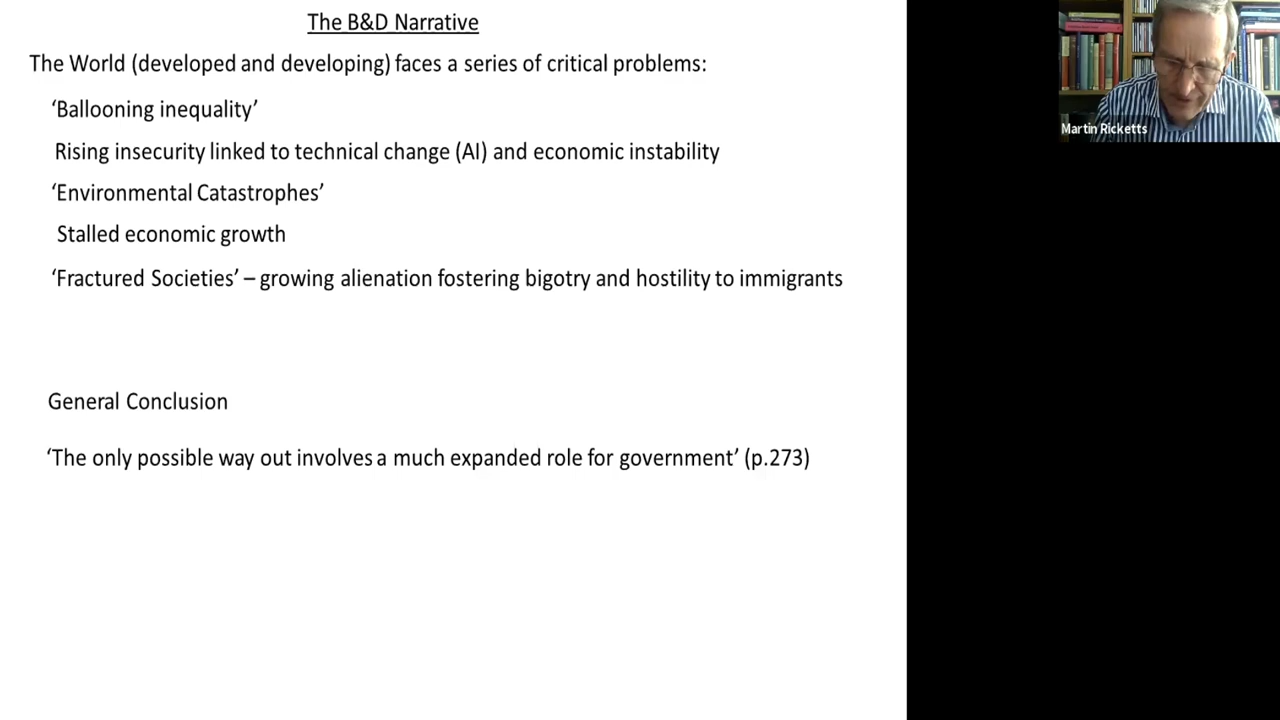 The B&D Narrative
The World (developed and developing) faces a series of critical problems:
‘Ballooning inequality’
Rising insecurity linked to technical change (AI) and economic instability
‘Environmental Catastrophes’
Stalled economic growth
‘Fractured Societies’ – growing alienation fostering bigotry and hostility to immigrants
General Conclusion
‘The only possible way out involves a much expanded role for government’ (p.273)
Martin Ricketts